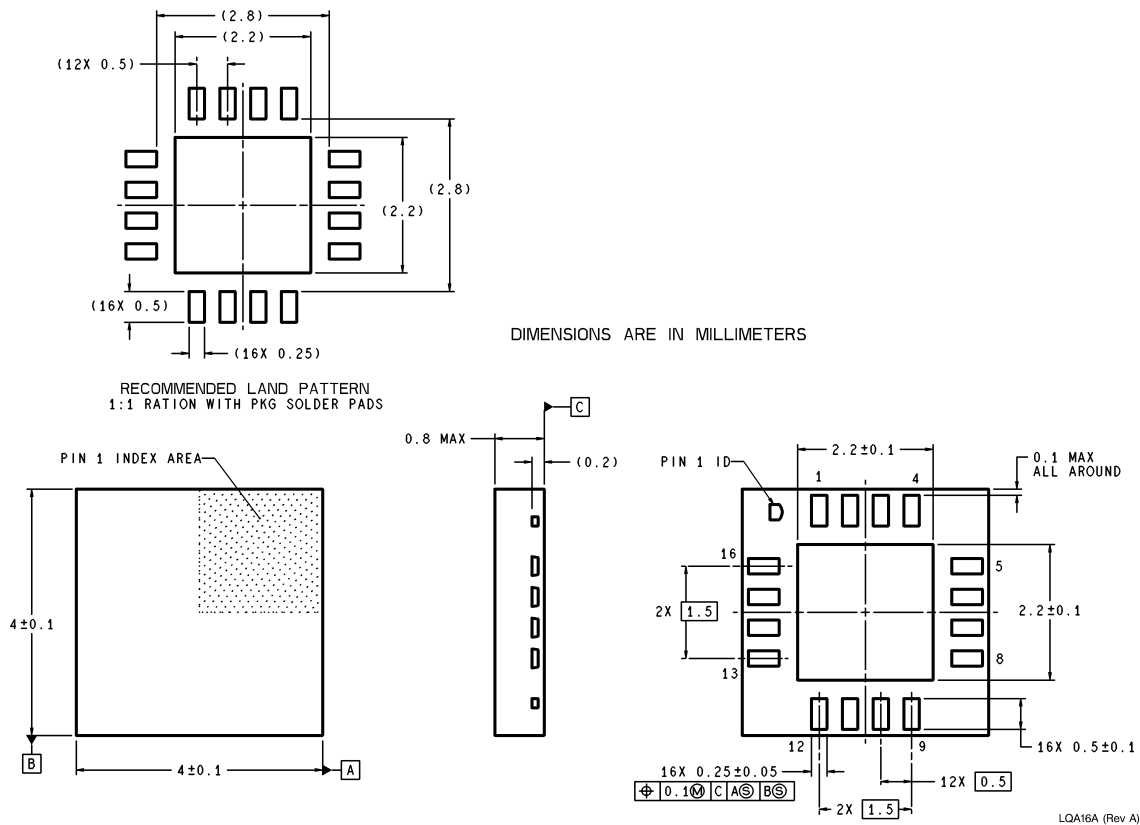 (2.8)
(2.2)
(12X 0.5)
(2.8)
(2.2)
(16X 0.5)
(16X 0.25)
DIMENSIONS ARE IN MILLIMETERS
RECOMMENDED LAND PATTERN
1:1 RATION WITH PKG SOLDER PADS
C
0.8 MAX
(0.2)
PIN 1 INDEX AREA
4±0.1
B
4±0.1
A
PIN 1 ID
2.2±0.1
0.1 MAX
ALL AROUND
1
4
16
5
2X 1.5
2.2±0.1
13
8
12
9
16X 0.5±0.1
16X 0.25±0.05
⌖ 0.1Ⓜ C AⓈ BⓈ
12X 0.5
2X 1.5
LQA16A (Rev A)